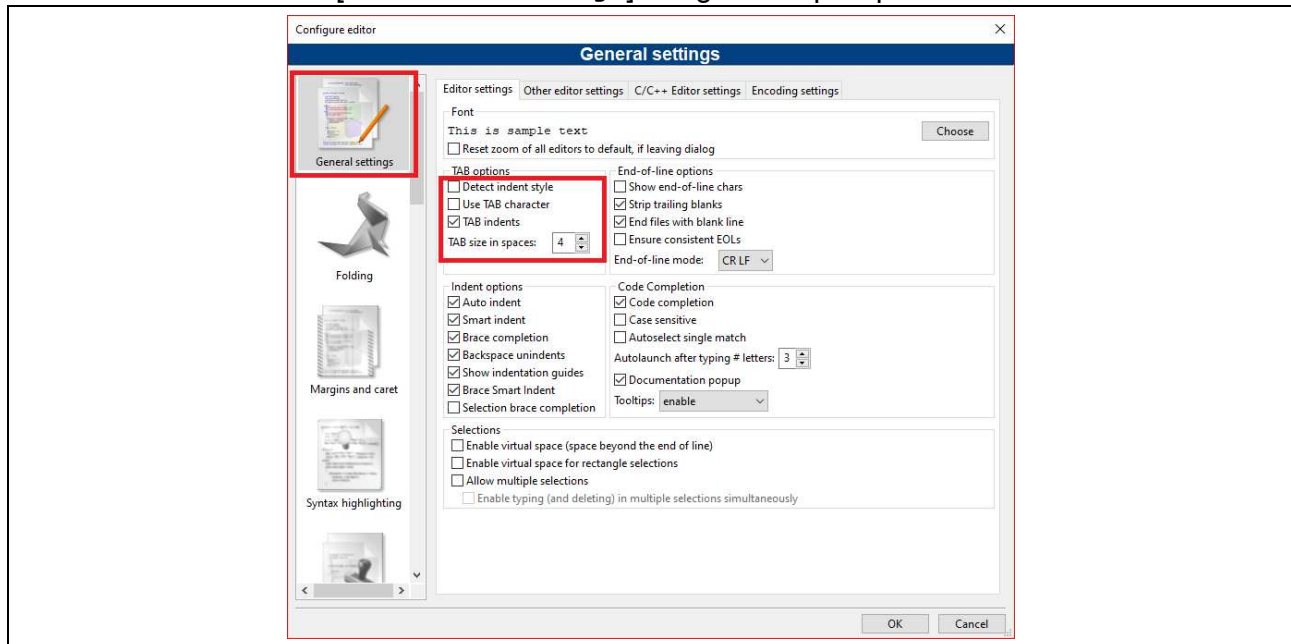 Configure editor
General settings
General settings
Folding
Margins and caret
Syntax highlighting
Editor settings Other editor settings C/C++ Editor settings Encoding settings
Font
This is sample text
Choose
Reset zoom of all editors to default, if leaving dialog
TAB options
Detect indent style
Use TAB character
TAB indents
TAB size in spaces: 4
End-of-line options
Show end-of-line chars
Strip trailing blanks
End files with blank line
Ensure consistent EOLs
End-of-line mode: CR LF
Indent options
Auto indent
Smart indent
Brace completion
Backspace unindents
Show indentation guides
Brace Smart Indent
Selection brace completion
Code Completion
Code completion
Case sensitive
Autoselect single match
Autolaunch after typing # letters: 3
Documentation popup
Tooltips: enable
Selections
Enable virtual space (space beyond the end of line)
Enable virtual space for rectangle selections
Allow multiple selections
Enable typing (and deleting) in multiple selections simultaneously
OK Cancel